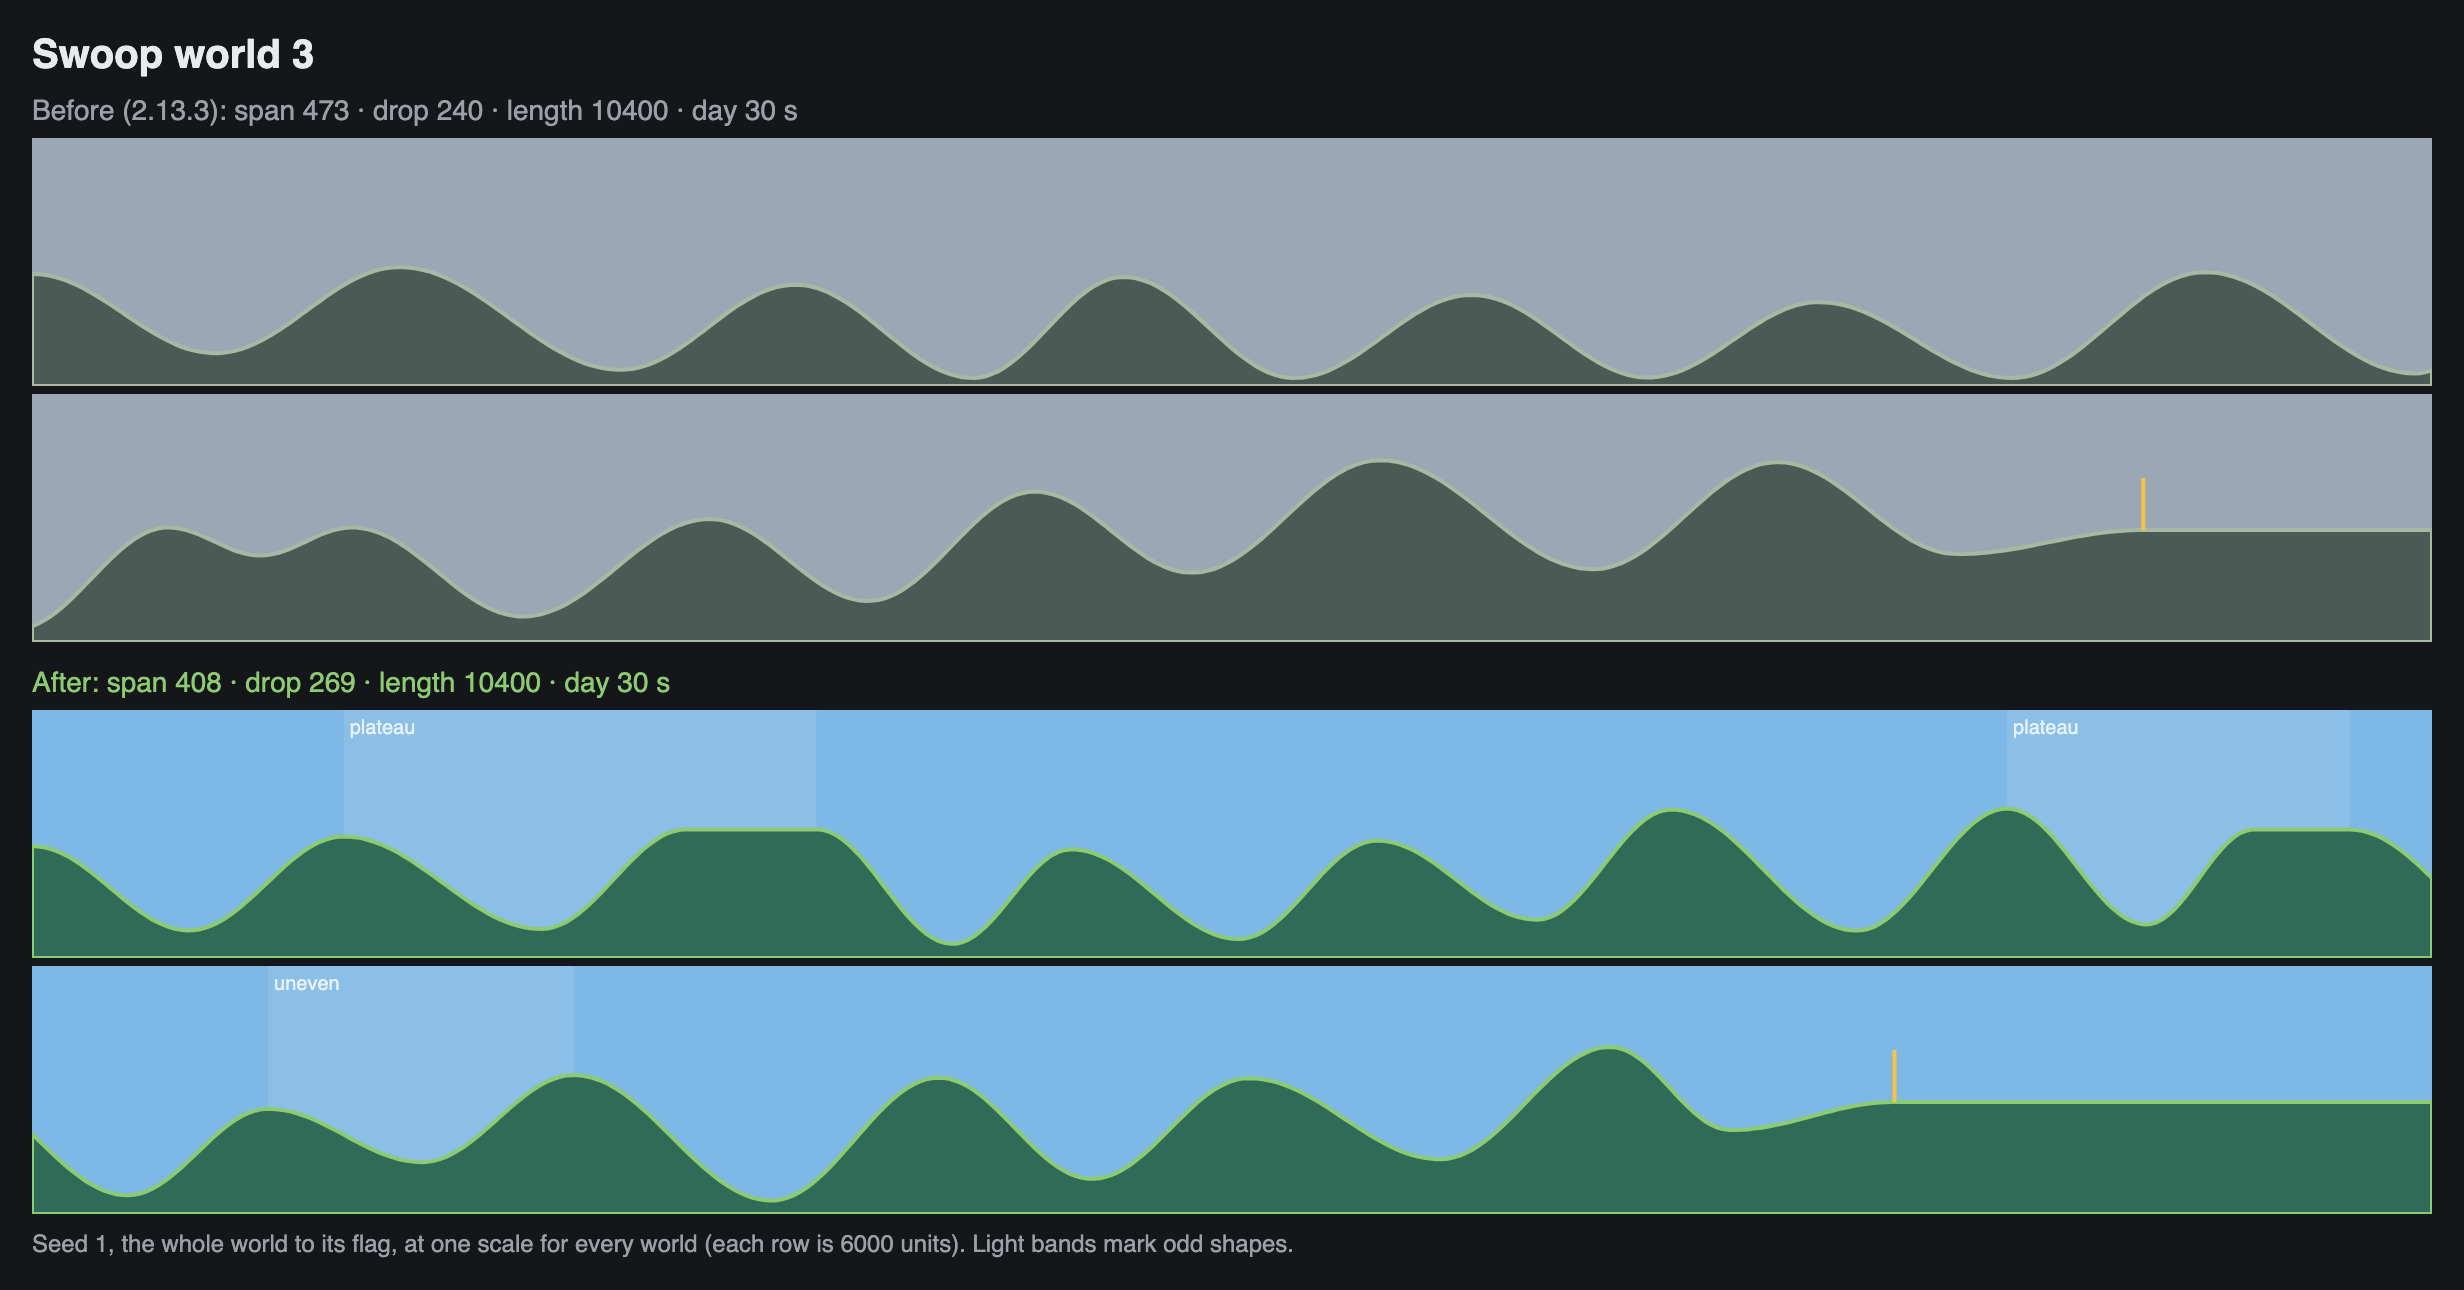 Swoop world 3
Before (2.13.3): span 473 · drop 240 · length 10400 · day 30 s
After: span 408 · drop 269 · length 10400 · day 30 s
plateau
plateau
uneven
Seed 1, the whole world to its flag, at one scale for every world (each row is 6000 units). Light bands mark odd shapes.